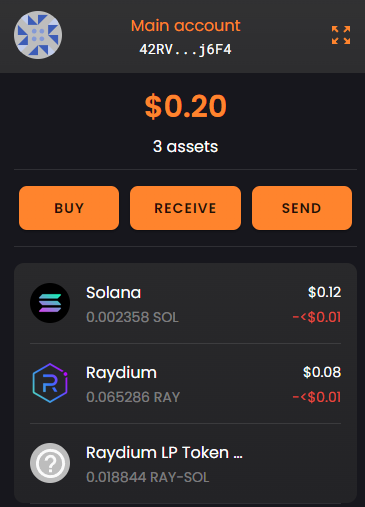 Main account
42RV...j6F4
$0.20
3 assets
BUY RECEIVE SEND
Solana $0.12
0.002358 SOL -<$0.01
Raydium $0.08
0.065286 RAY -<$0.01
Raydium LP Token ...
0.018844 RAY-SOL